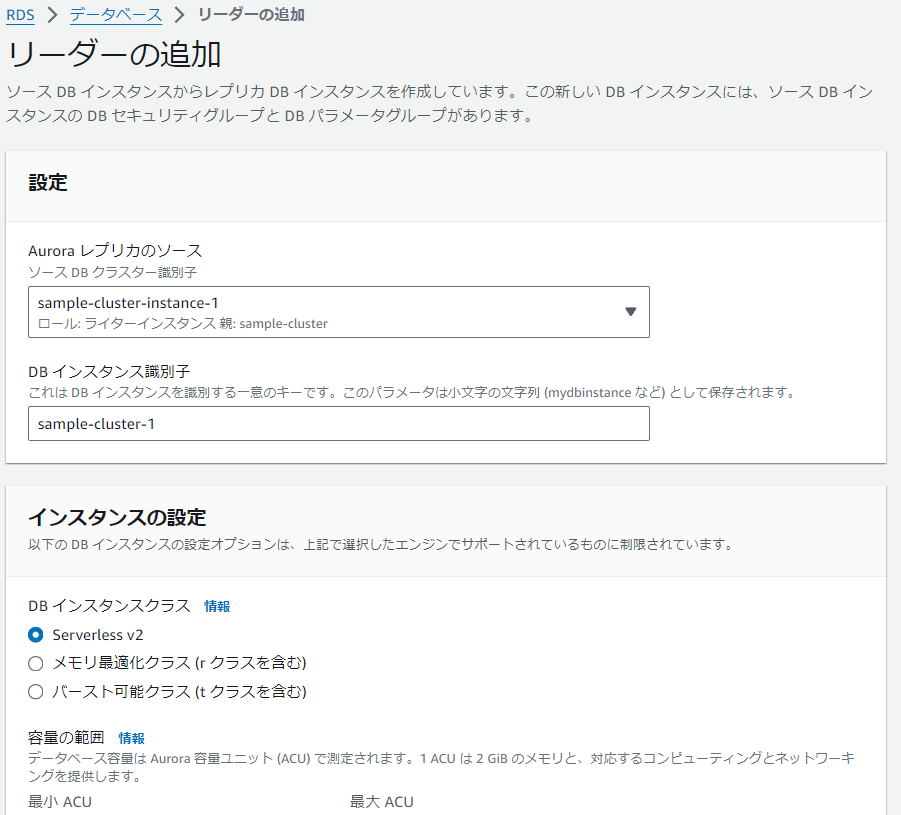 RDS > データベース > リーダーの追加
リーダーの追加
ソース DB インスタンスからレプリカ DB インスタンスを作成しています。この新しい DB インスタンスには、ソース DB イン
スタンスの DB セキュリティグループと DB パラメータグループがあります。
設定
Aurora レプリカのソース
ソース DB クラスター識別子
sample-cluster-instance-1
ロール: ライターインスタンス 親: sample-cluster
DB インスタンス識別子
これは DB インスタンスを識別する一意のキーです。このパラメータは小文字の文字列 (mydbinstance など) として保存されます。
sample-cluster-1
インスタンスの設定
以下の DB インスタンスの設定オプションは、上記で選択したエンジンでサポートされているものに制限されています。
DB インスタンスクラス 情報
Serverless v2
メモリ最適化クラス (r クラスを含む)
バースト可能クラス (t クラスを含む)
容量の範囲 情報
データベース容量は Aurora 容量ユニット (ACU) で測定されます。1 ACU は 2 GiB のメモリと、対応するコンピューティングとネットワーキ
ングを提供します。
最小 ACU 最大 ACU